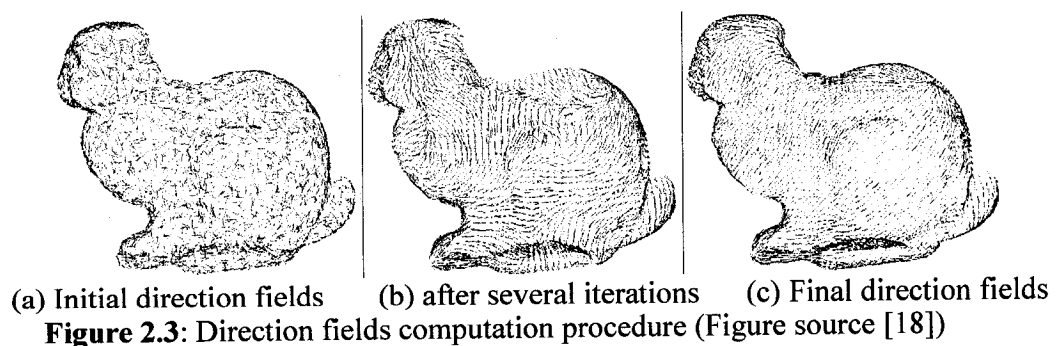 (a) Initial direction fields (b) after several iterations (c) Final direction fields
Figure 2.3: Direction fields computation procedure (Figure source [18])